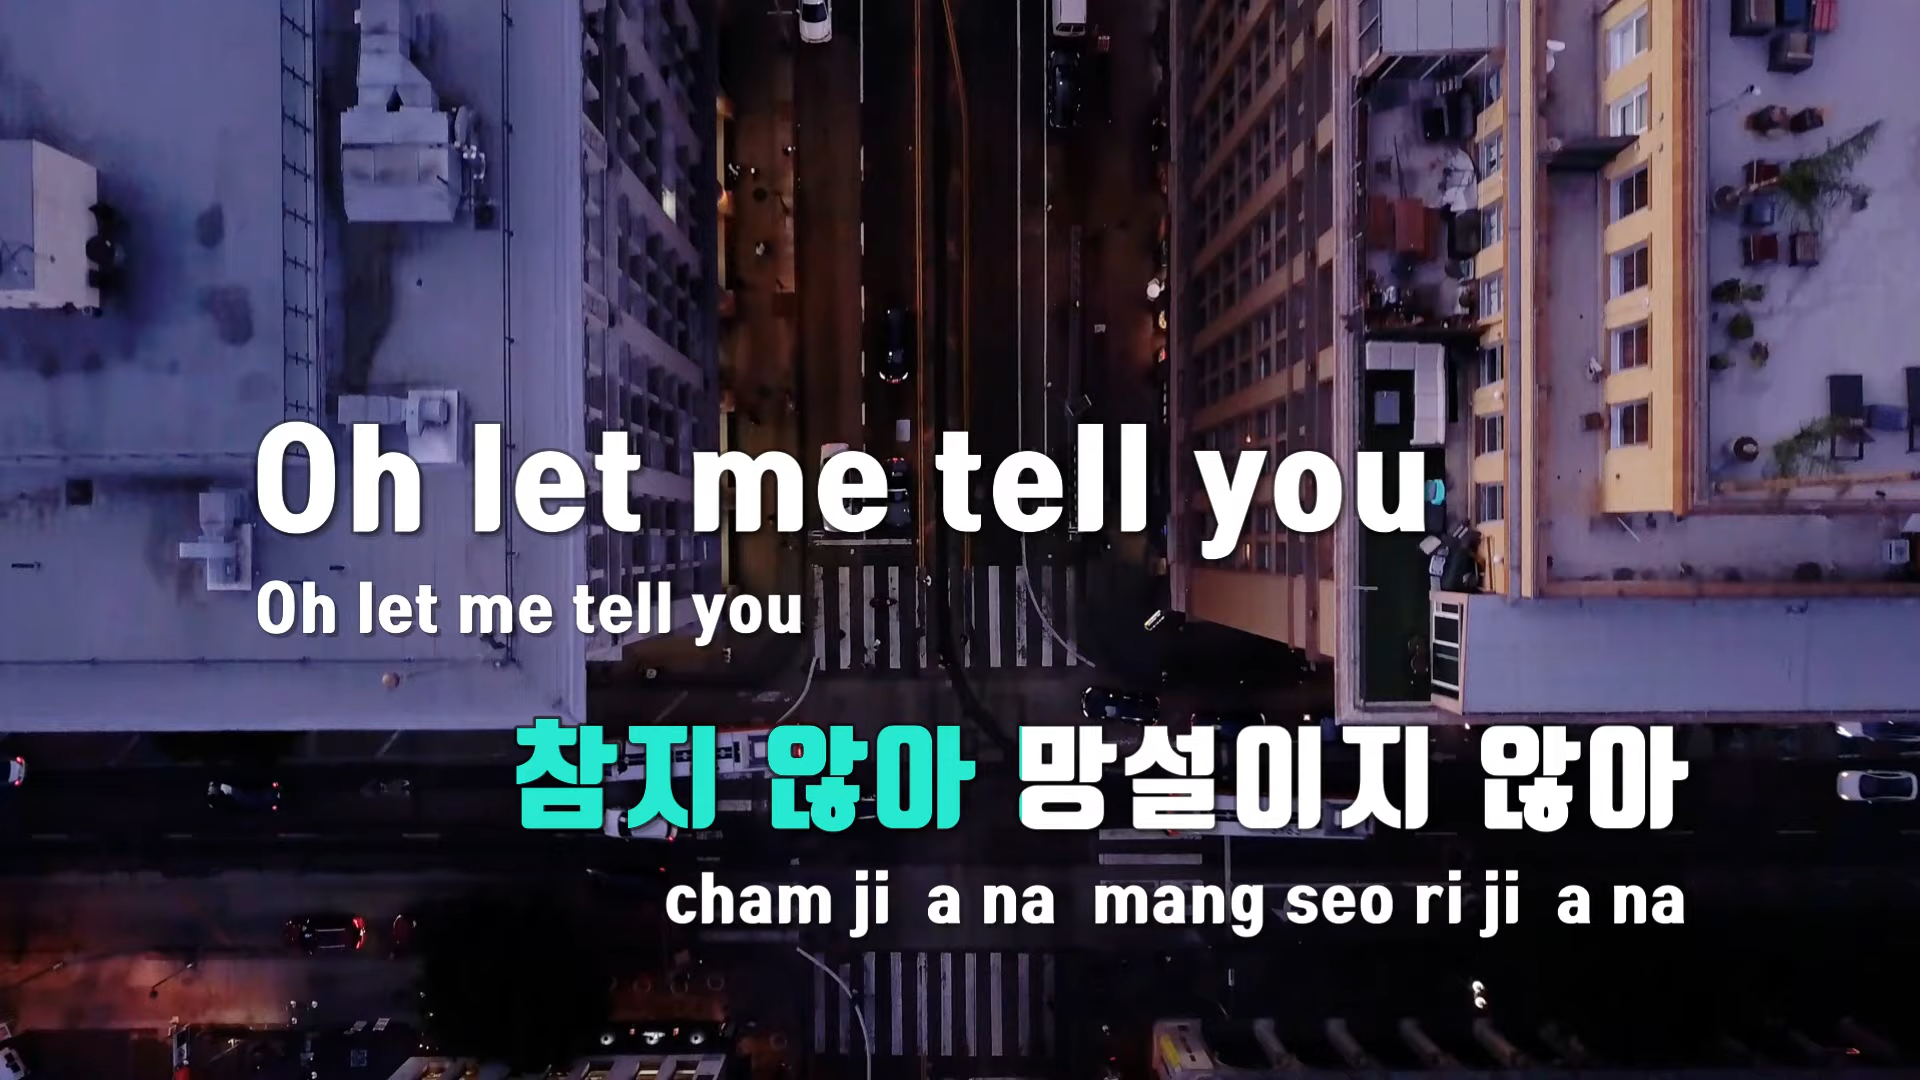 Oh let me tell you
Oh let me tell you
참지 않아 망설이지 않아
cham ji a na mang seo ri ji a na